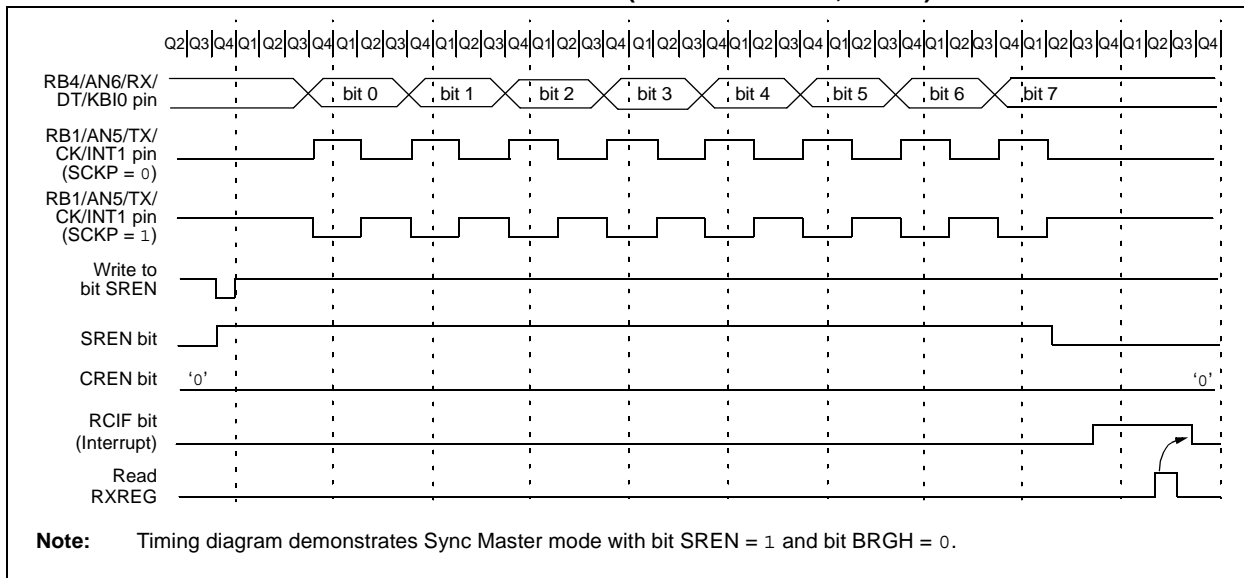 Q2 Q3 Q4 Q1 Q2 Q3 Q4 Q1 Q2 Q3 Q4 Q1 Q2 Q3 Q4 Q1 Q2 Q3 Q4 Q1 Q2 Q3 Q4 Q1 Q2 Q3 Q4 Q1 Q2 Q3 Q4 Q1 Q2 Q3 Q4 Q1 Q2 Q3 Q4 Q1 Q2 Q3 Q4
RB4/AN6/RX/
DT/KBI0 pin
bit 0 bit 1 bit 2 bit 3 bit 4 bit 5 bit 6 bit 7
RB1/AN5/TX/
CK/INT1 pin
(SCKP = 0)
RB1/AN5/TX/
CK/INT1 pin
(SCKP = 1)
Write to
bit SREN
SREN bit
CREN bit ‘0’ ‘0’
RCIF bit
(Interrupt)
Read
RXREG
Note: Timing diagram demonstrates Sync Master mode with bit SREN = 1 and bit BRGH = 0.